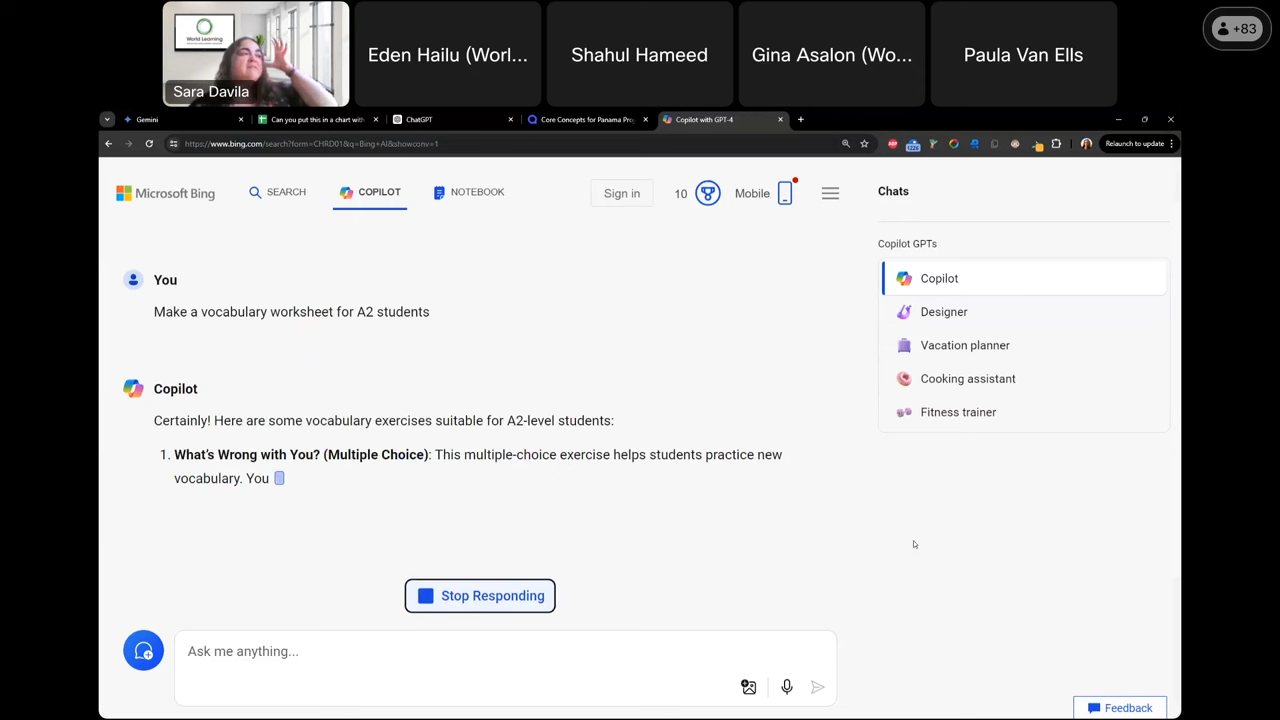 World Learning
Sara Davila
Eden Hailu (Worl...
Shahul Hameed
Gina Asalon (Wo...
Paula Van Ells
+83
Gemini
Can you put this in a chart with
ChatGPT
Core Concepts for Panama Pro
Copilot with GPT-4
https://www.bing.com/search?form=CHRD01&q=Bing+AI&showconv=1
1226
Relaunch to update
Microsoft Bing
SEARCH
COPILOT
NOTEBOOK
Sign in
10
Mobile
Chats
Copilot GPTs
Copilot
Designer
Vacation planner
Cooking assistant
Fitness trainer
You
Make a vocabulary worksheet for A2 students
Copilot
Certainly! Here are some vocabulary exercises suitable for A2-level students:
1. What's Wrong with You? (Multiple Choice): This multiple-choice exercise helps students practice new
vocabulary. You
Stop Responding
Ask me anything...
Feedback